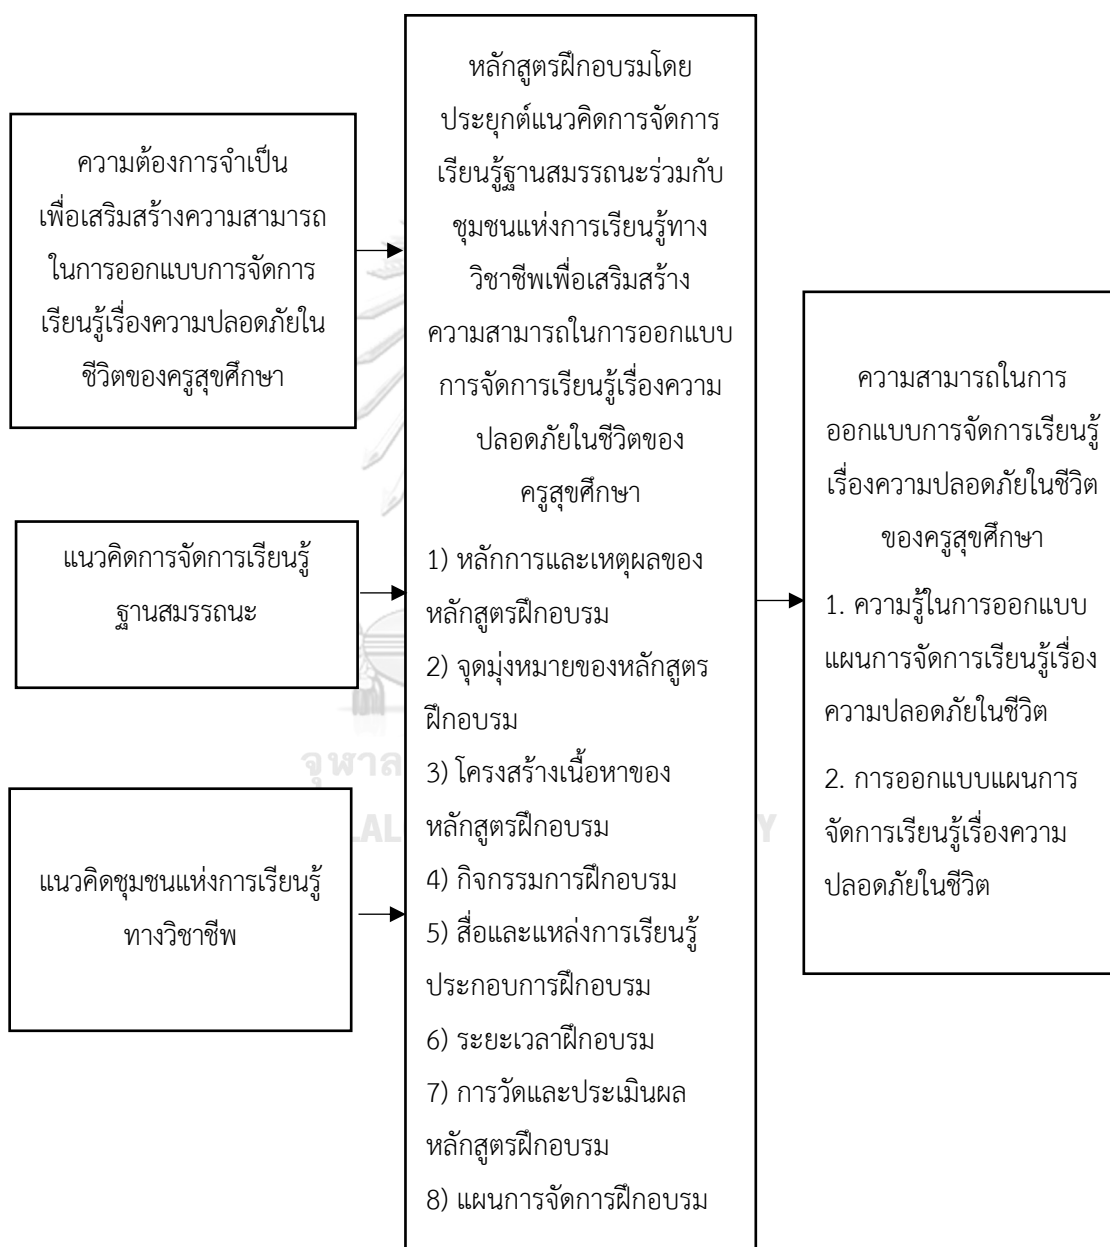 ความต้องการจำเป็น
เพื่อเสริมสร้างความสามารถ
ในการออกแบบการจัดการ
เรียนรู้เรื่องความปลอดภัยใน
ชีวิตของครูสุขศึกษา
แนวคิดการจัดการเรียนรู้
ฐานสมรรถนะ
แนวคิดชุมชนแห่งการเรียนรู้
ทางวิชาชีพ
หลักสูตรฝึกอบรมโดย
ประยุกต์แนวคิดการจัดการ
เรียนรู้ฐานสมรรถนะร่วมกับ
ชุมชนแห่งการเรียนรู้ทาง
วิชาชีพเพื่อเสริมสร้าง
ความสามารถในการออกแบบ
การจัดการเรียนรู้เรื่องความ
ปลอดภัยในชีวิตของ
ครูสุขศึกษา
1) หลักการและเหตุผลของ
หลักสูตรฝึกอบรม
2) จุดมุ่งหมายของหลักสูตร
ฝึกอบรม
3) โครงสร้างเนื้อหาของ
หลักสูตรฝึกอบรม
4) กิจกรรมการฝึกอบรม
5) สื่อและแหล่งการเรียนรู้
ประกอบการฝึกอบรม
6) ระยะเวลาฝึกอบรม
7) การวัดและประเมินผล
หลักสูตรฝึกอบรม
8) แผนการจัดการฝึกอบรม
ความสามารถในการ
ออกแบบการจัดการเรียนรู้
เรื่องความปลอดภัยในชีวิต
ของครูสุขศึกษา
1. ความรู้ในการออกแบบ
แผนการจัดการเรียนรู้เรื่อง
ความปลอดภัยในชีวิต
2. การออกแบบแผนการ
จัดการเรียนรู้เรื่องความ
ปลอดภัยในชีวิต
จุฬาล
LAL
Y